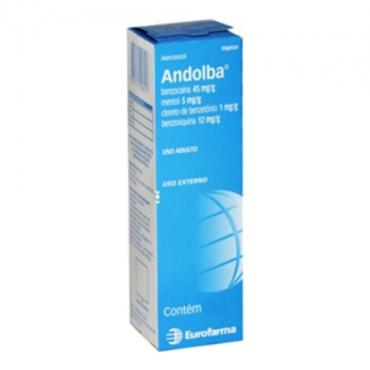 Aerossol
tópico
Andolba®
benzocaína 45 mg/g
mentol 5 mg/g
cloreto de benzetônio 1 mg/g
benzoxiquina 12 mg/g
USO ADULTO
USO EXTERNO
Contém
Eurofarma